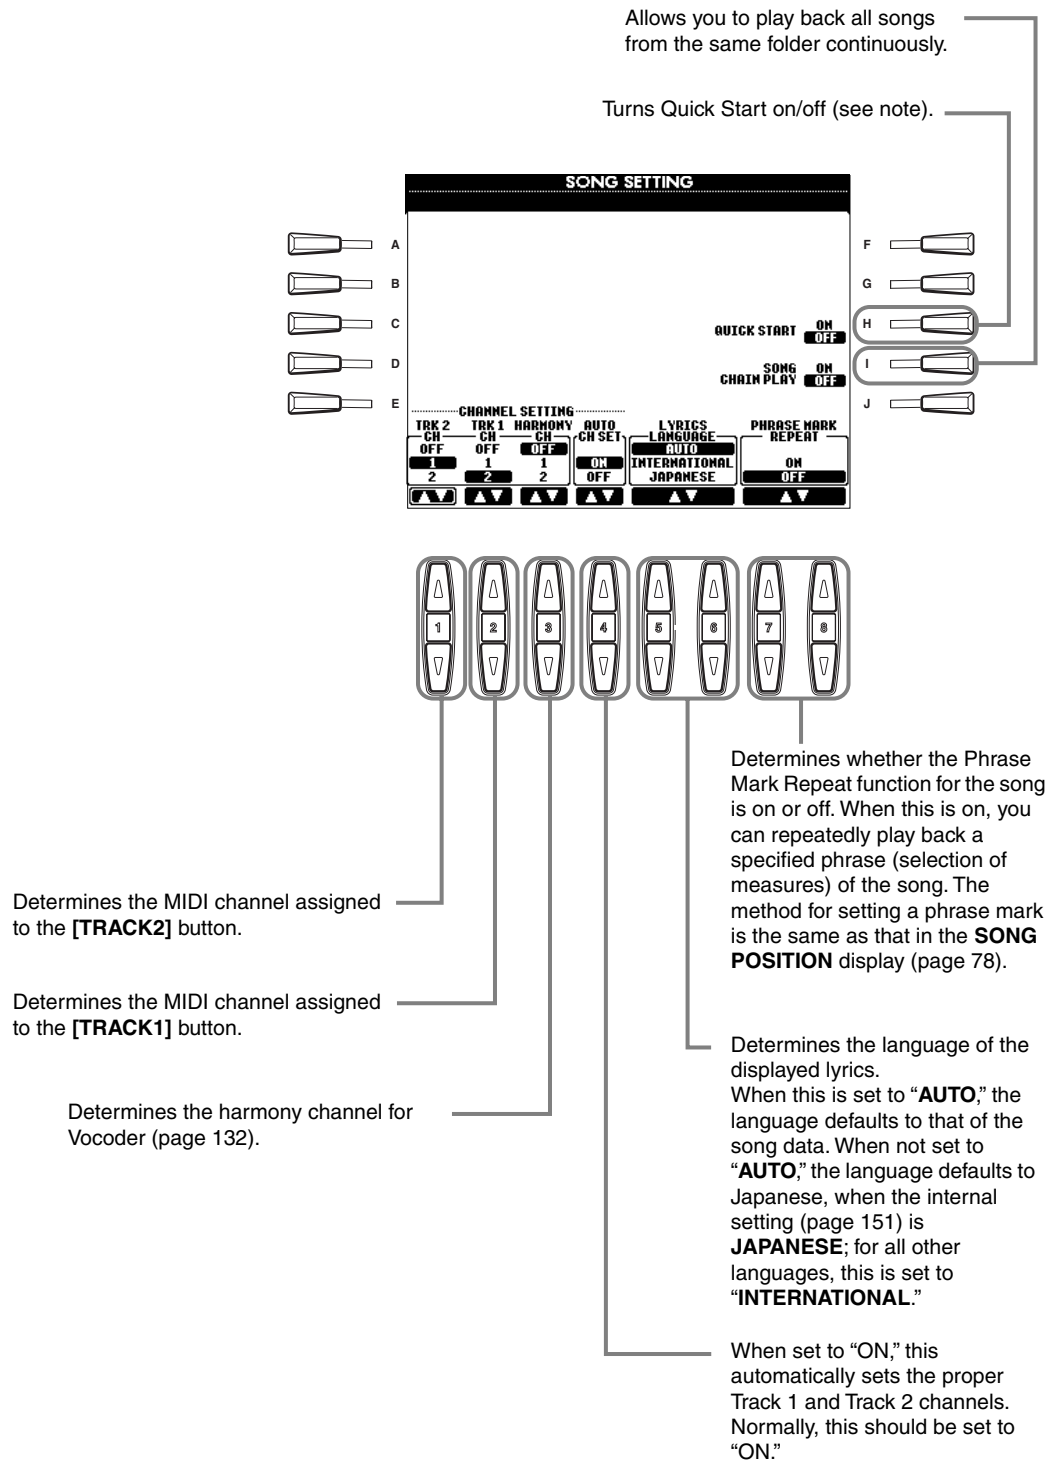 Allows you to play back all songs
from the same folder continuously.
Turns Quick Start on/off (see note).
SONG SETTING
A
B
C
D
E
F
G
H
I
J
QUICK START ON
OFF
SONG ON
CHAIN PLAY OFF
CHANNEL SETTING
TRK 2 TRK 1 HARMONY AUTO LYRICS PHRASE MARK
CH CH CH CH SET LANGUAGE REPEAT
OFF OFF OFF AUTO
1 1 1 ON INTERNATIONAL ON
2 2 2 OFF JAPANESE OFF
1 2 3 4 5 6 7 8
Determines whether the Phrase
Mark Repeat function for the song
is on or off. When this is on, you
can repeatedly play back a
specified phrase (selection of
measures) of the song. The
method for setting a phrase mark
is the same as that in the SONG
POSITION display (page 78).
Determines the MIDI channel assigned
to the [TRACK2] button.
Determines the MIDI channel assigned
to the [TRACK1] button.
Determines the harmony channel for
Vocoder (page 132).
Determines the language of the
displayed lyrics.
When this is set to “AUTO,” the
language defaults to that of the
song data. When not set to
“AUTO,” the language defaults to
Japanese, when the internal
setting (page 151) is
JAPANESE; for all other
languages, this is set to
“INTERNATIONAL.”
When set to “ON,” this
automatically sets the proper
Track 1 and Track 2 channels.
Normally, this should be set to
“ON.”